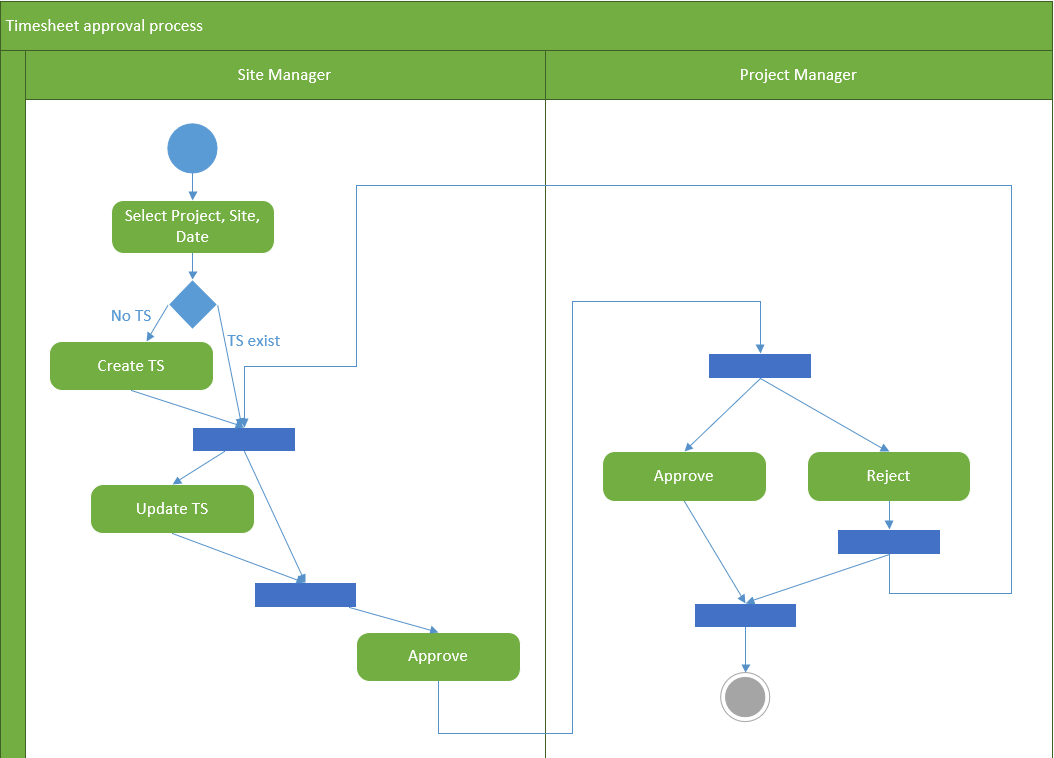 Timesheet approval process
Site Manager
Project Manager
Select Project, Site,
Date
No TS
TS exist
Create TS
Update TS
Approve
Approve
Reject